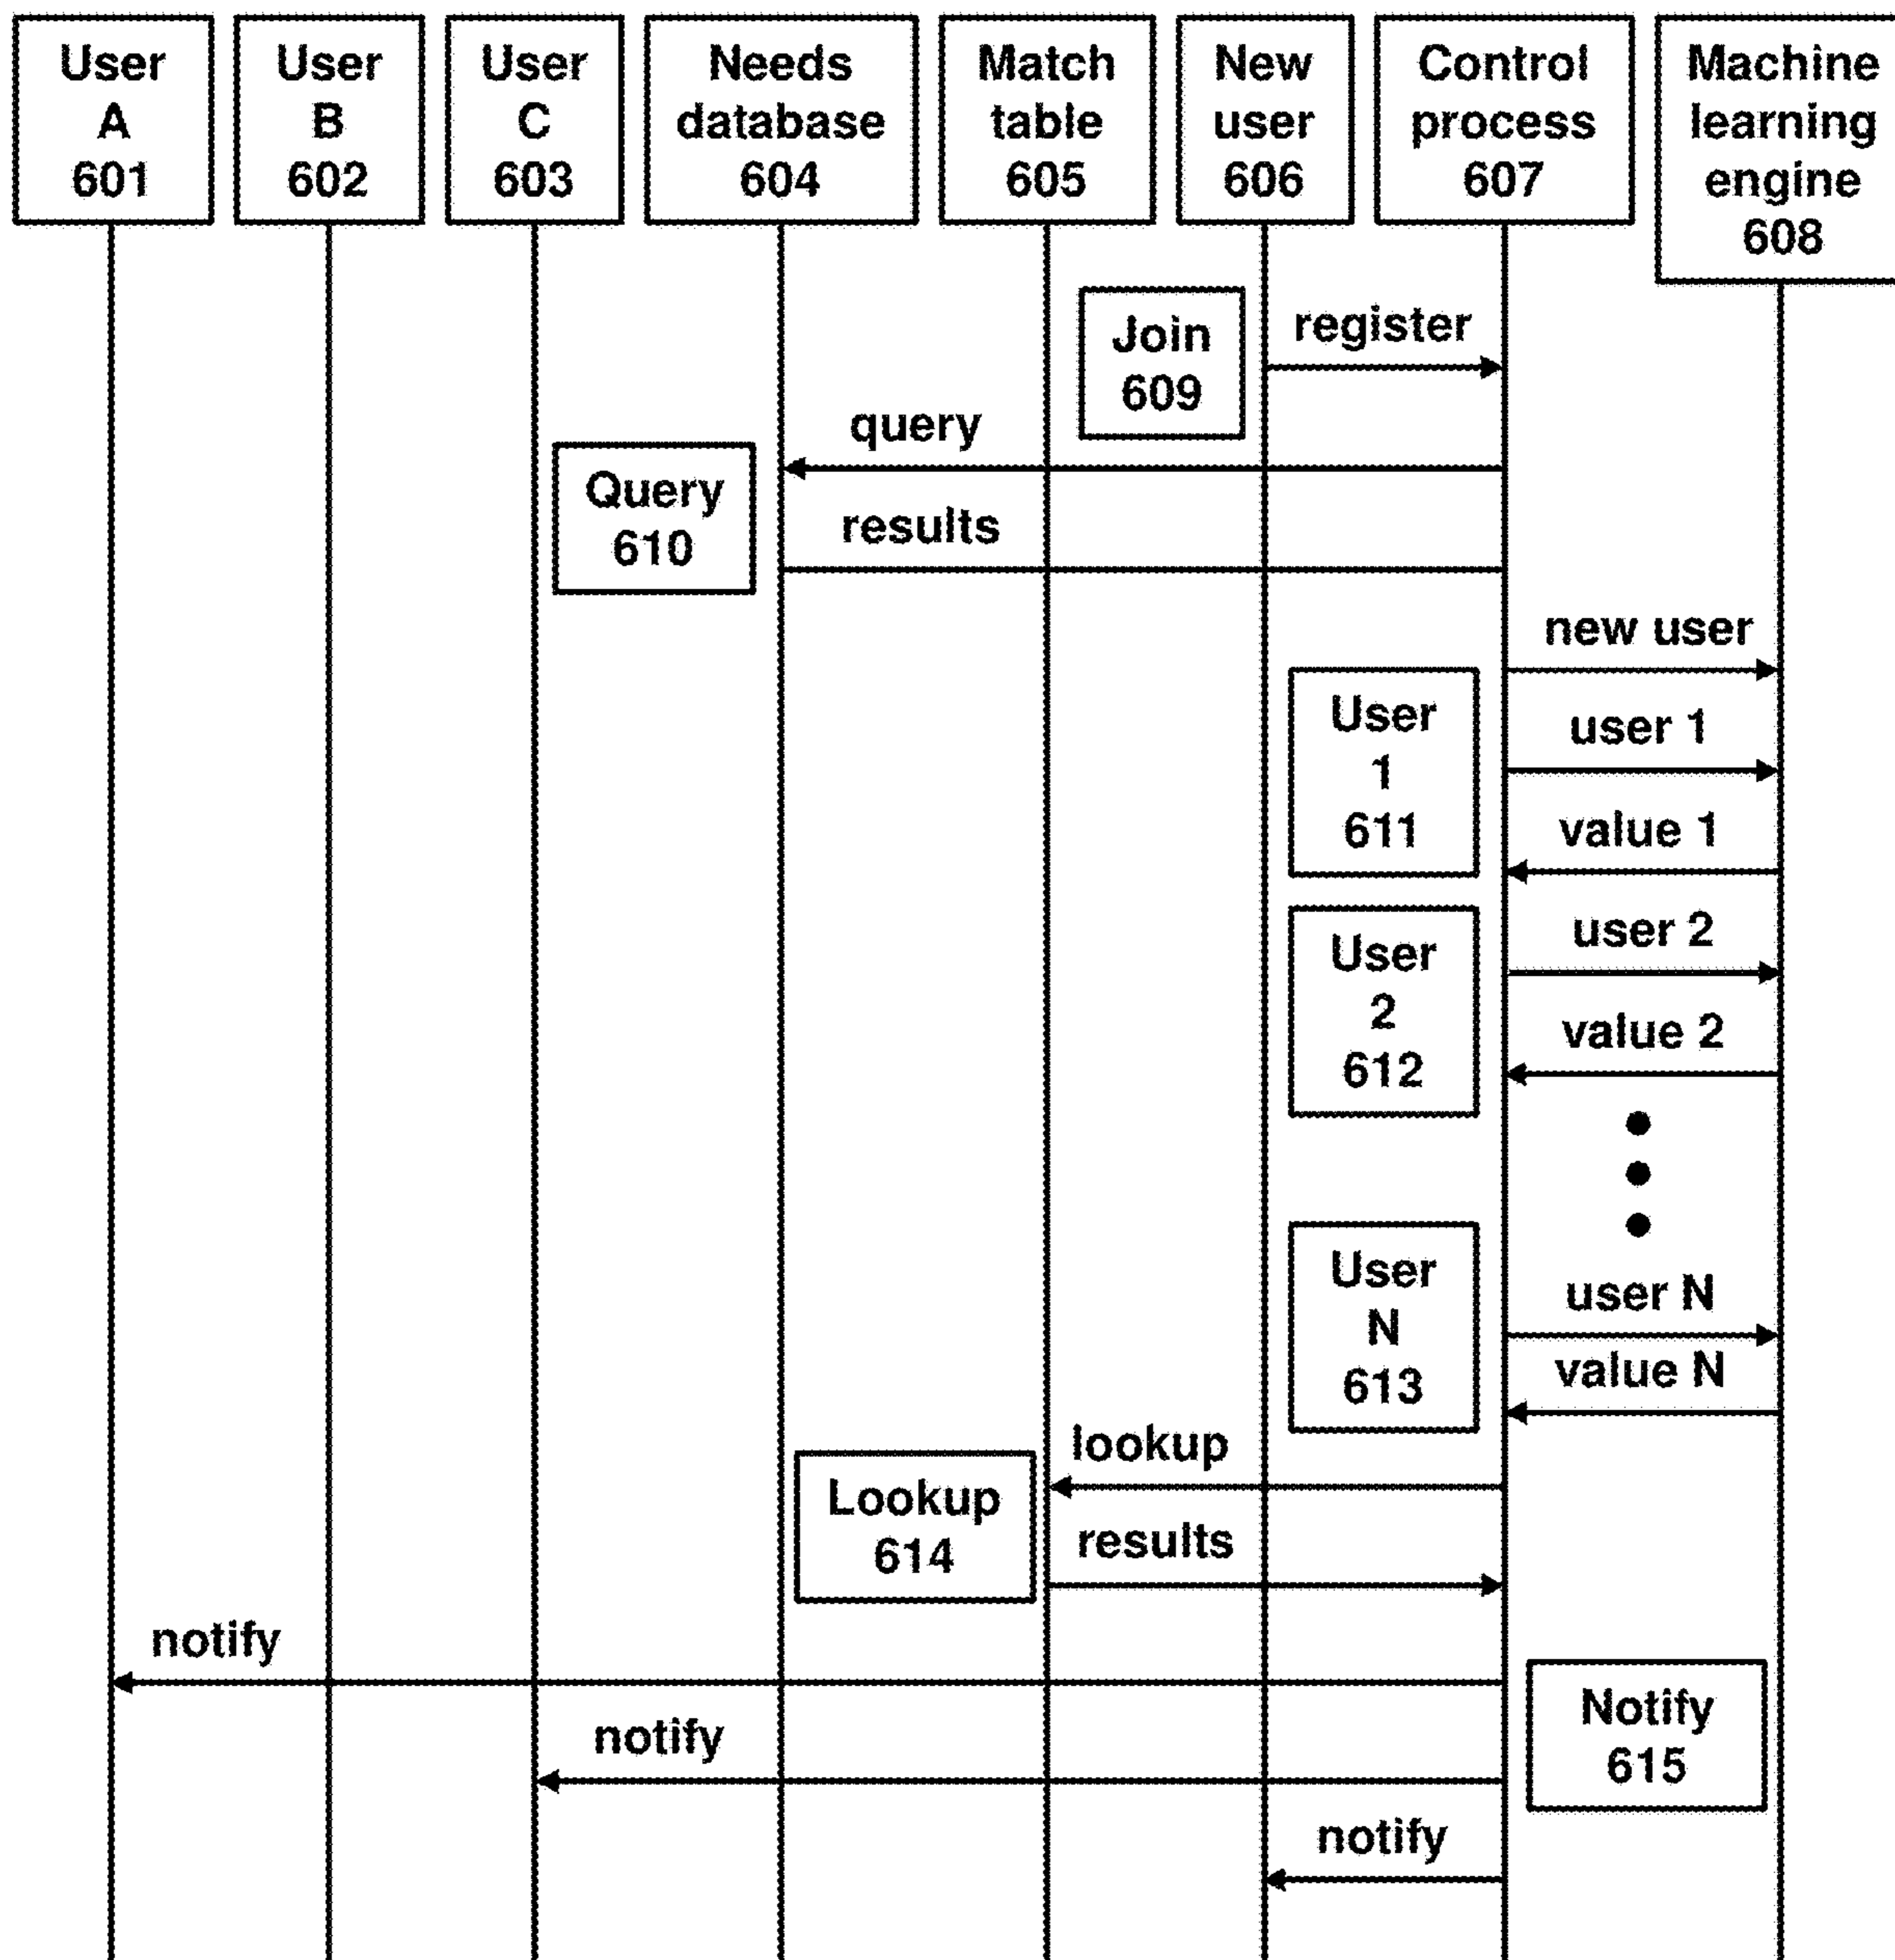 User
A
601
User
B
602
User
C
603
Needs
database
604
Match
table
605
New
user
606
Control
process
607
Machine
learning
engine
608
Join
609
register
query
Query
610
results
new user
User
1
611
user 1
value 1
User
2
612
user 2
value 2
User
N
613
user N
value N
lookup
Lookup
614
results
notify
Notify
615
notify
notify